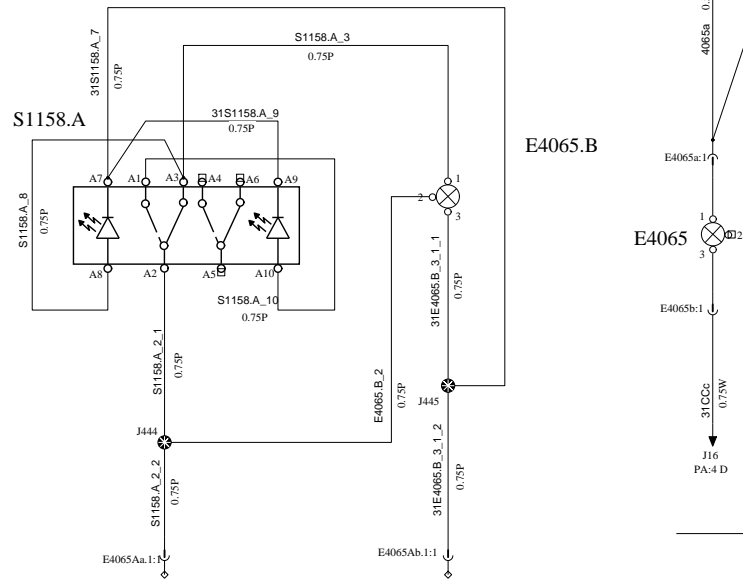 S1158.A_3
0.75P
31S1158.A_7
0.75P
S1158.A
31S1158.A_9
0.75P
E4065.B
A7
A1
A3
A4
A6
A9
1
2
3
S1158.A_8
0.75P
A8
A2
A5
A10
S1158.A_10
0.75P
31E4065.B_3_1_1
0.75P
S1158.A_2_1
0.75P
E4065.B_2
0.75P
J445
J444
S1158.A_2_2
0.75P
31E4065.B_3_1_2
0.75P
E4065Aa.1:1
E4065Ab.1:1
4065a
E4065a:1
1
E4065
2
3
E4065b:1
31CCc
0.75W
J16
PA:4 D